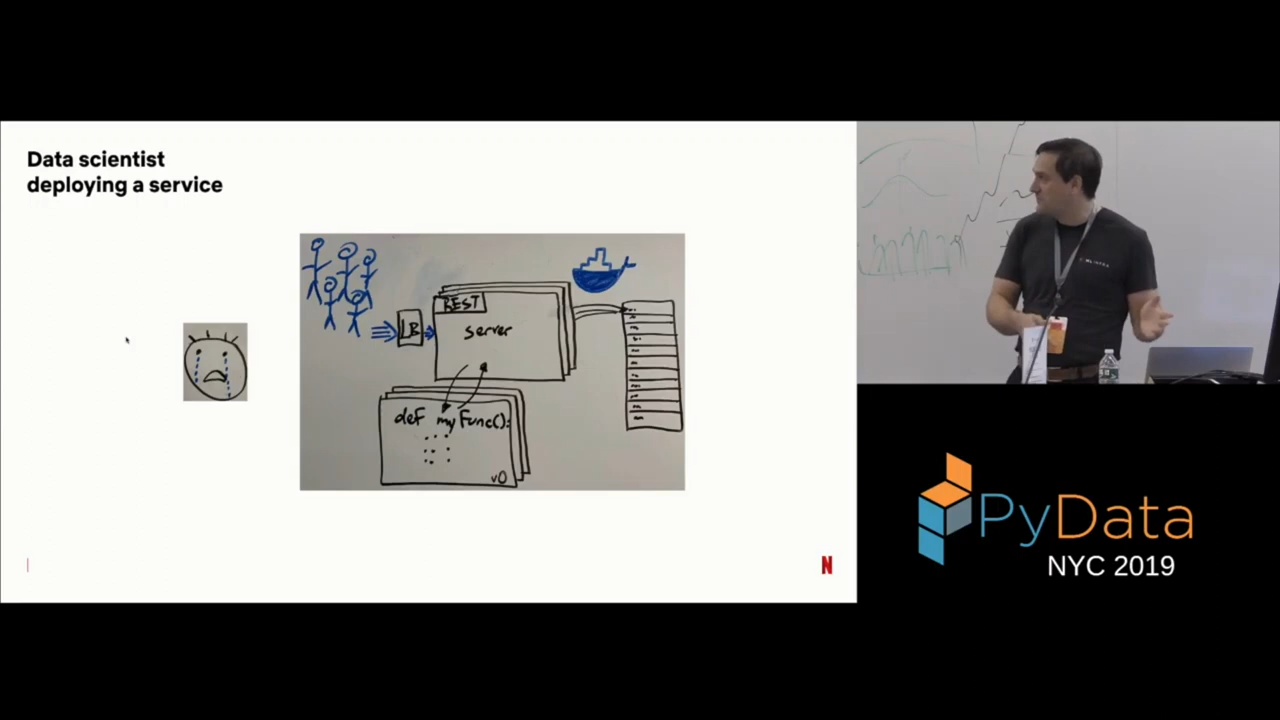 Data scientist
deploying a service
REST
LB
server
def myFunc():
v0
N
PyData
NYC 2019